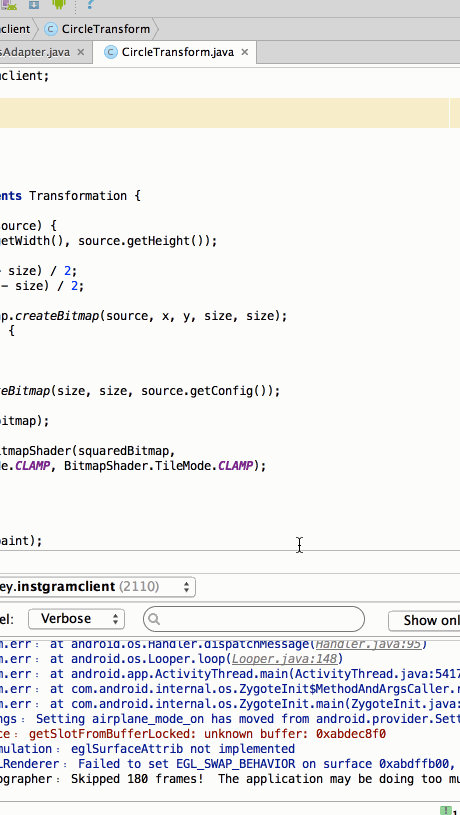 client CircleTransform
sAdapter.java × CircleTransform.java ×
client;
ents Transformation {
source) {
etWidth(), source.getHeight());
- size) / 2;
- size) / 2;
p.createBitmap(source, x, y, size, size);
{
eBitmap(size, size, source.getConfig());
itmap);
itmapShader(squaredBitmap,
e.CLAMP, BitmapShader.TileMode.CLAMP);
aint);
ey.instgramclient (2110)
el: Verbose Show onl
m.err: at android.os.Handler.dispatchMessage(Handler.java:95)
m.err: at android.os.Looper.loop(Looper.java:148)
m.err: at android.app.ActivityThread.main(ActivityThread.java:5417
m.err: at com.android.internal.os.ZygoteInit$MethodAndArgsCaller.r
m.err: at com.android.internal.os.ZygoteInit.main(ZygoteInit.java:
ngs: Setting airplane_mode_on has moved from android.provider.Sett
ce: getSlotFromBufferLocked: unknown buffer: 0xabdec8f0
mulation: eglSurfaceAttrib not implemented
LRenderer: Failed to set EGL_SWAP_BEHAVIOR on surface 0xabdffb00,
ographer: Skipped 180 frames! The application may be doing too mu